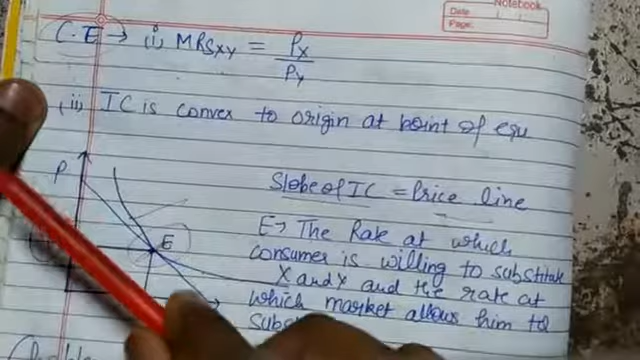 Notebook
Date
Page:
C.E → (i) MRSxy = Px
Py
(ii) IC is convex to origin at point of equ
P
Slope of IC = Price line
E
E → The Rate at which
consumer is willing to substitute
X and Y and the rate at
which market allows him to
subs